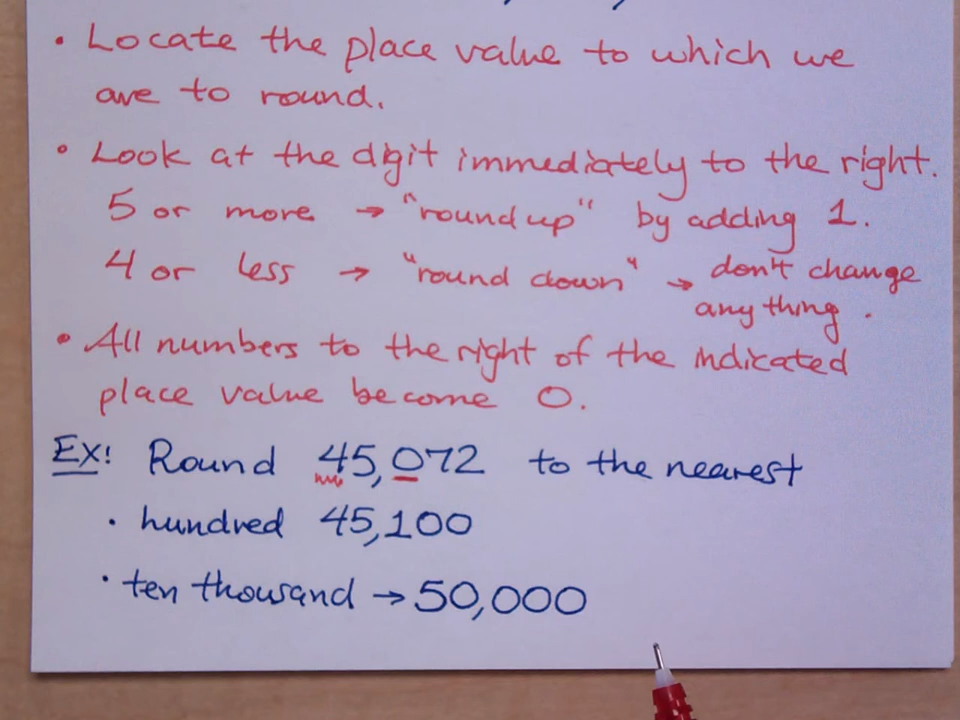 • Locate the place value to which we
are to round.
• Look at the digit immediately to the right.
5 or more → "round up" by adding 1.
4 or less → "round down" → don't change
any thing.
• All numbers to the right of the indicated
place value become 0.
Ex: Round 45,072 to the nearest
• hundred 45,100
• ten thousand → 50,000